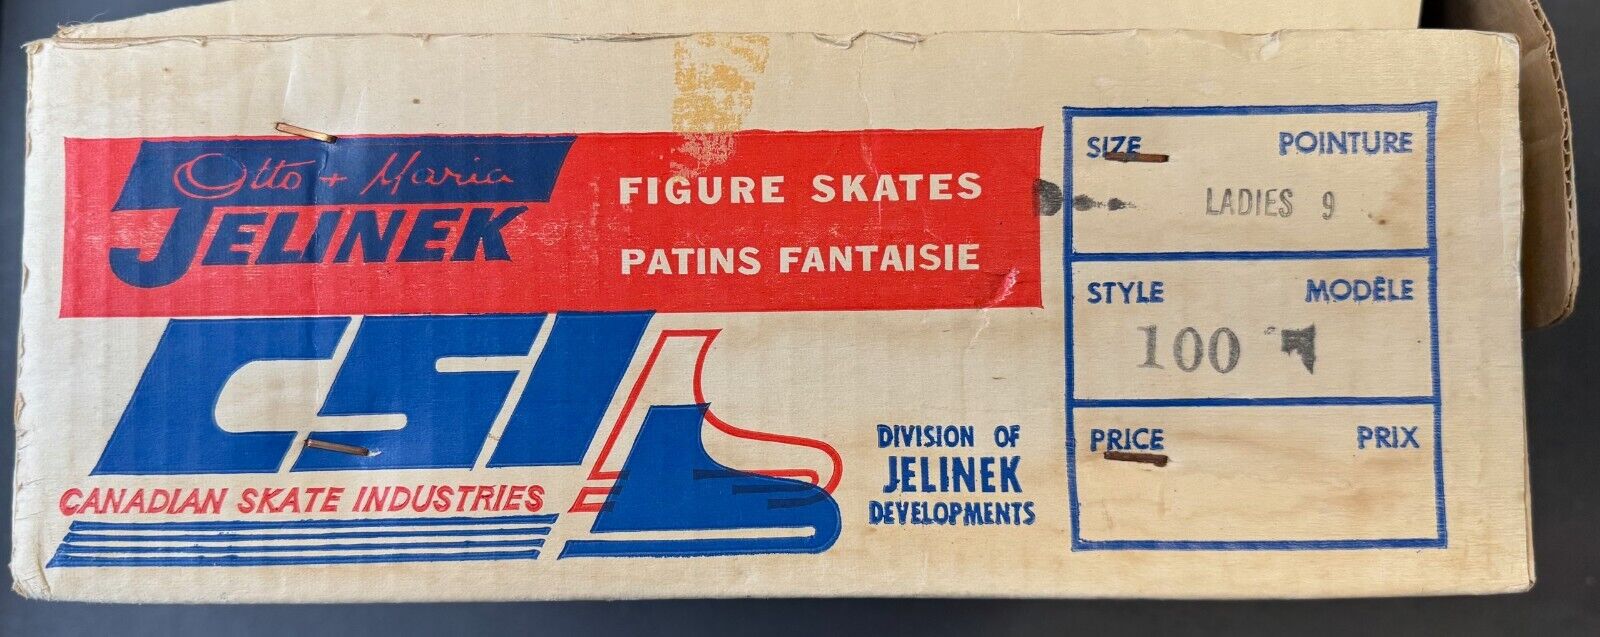 Otto + Maria
JELINEK
FIGURE SKATES
PATINS FANTAISIE
CSI
CANADIAN SKATE INDUSTRIES
DIVISION OF
JELINEK
DEVELOPMENTS
SIZE POINTURE
LADIES 9
STYLE MODÈLE
100
PRICE PRIX